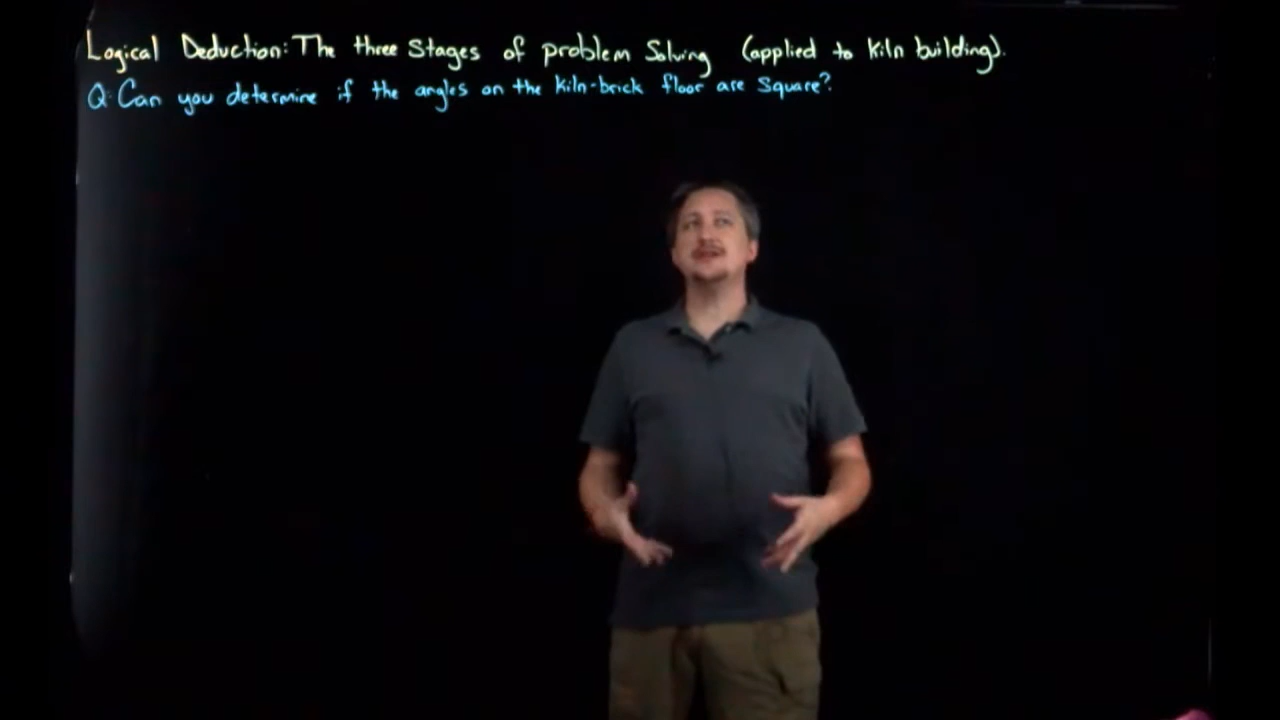 Logical Deduction: The three Stages of problem Solving (applied to Kiln building).
Q: Can you determine if the angles on the kiln-brick floor are Square?